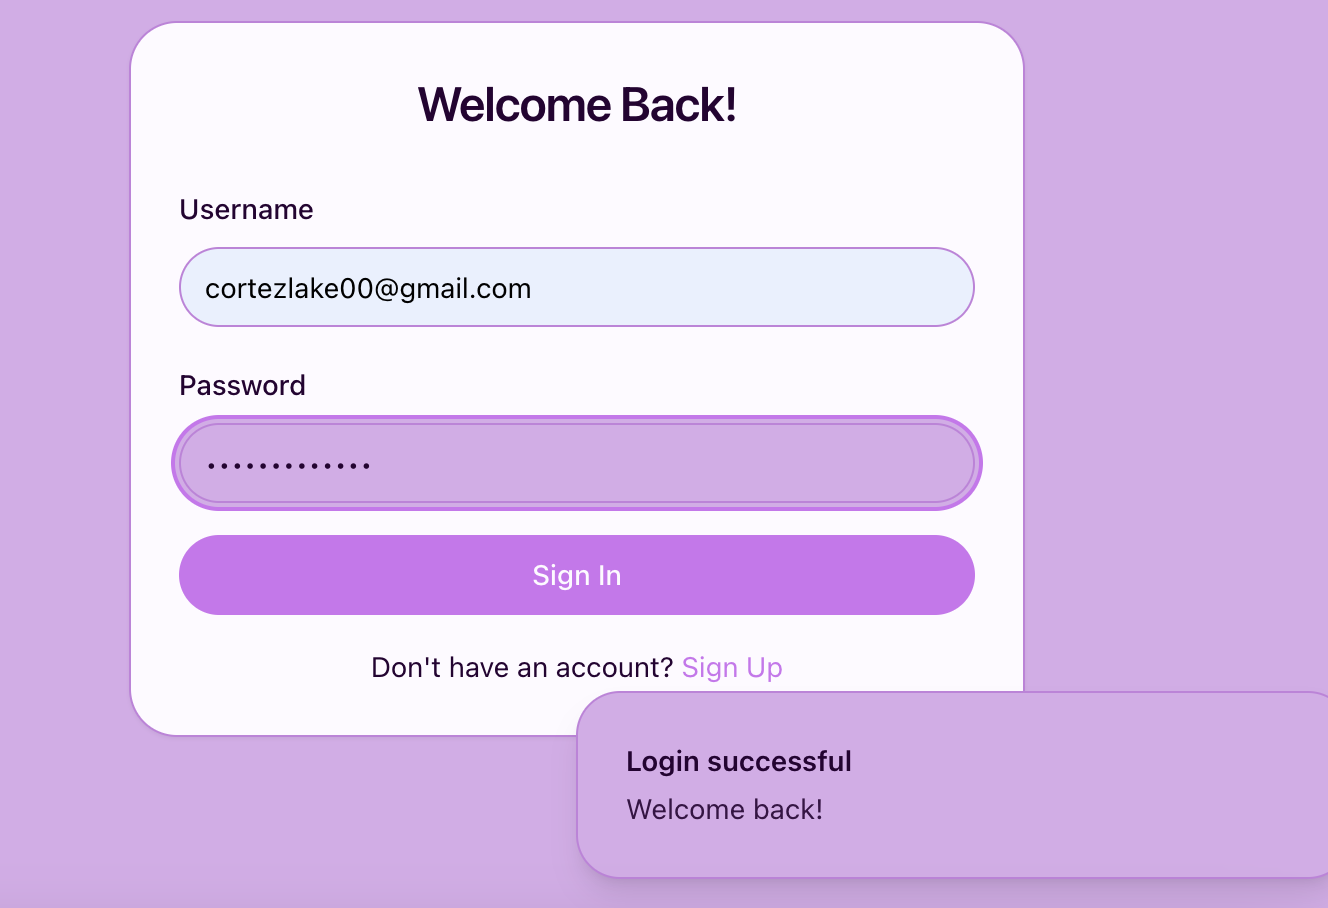 Welcome Back!
Username
cortezlake00@gmail.com
Password
•••••••••••••
Sign In
Don't have an account? Sign Up
Login successful
Welcome back!